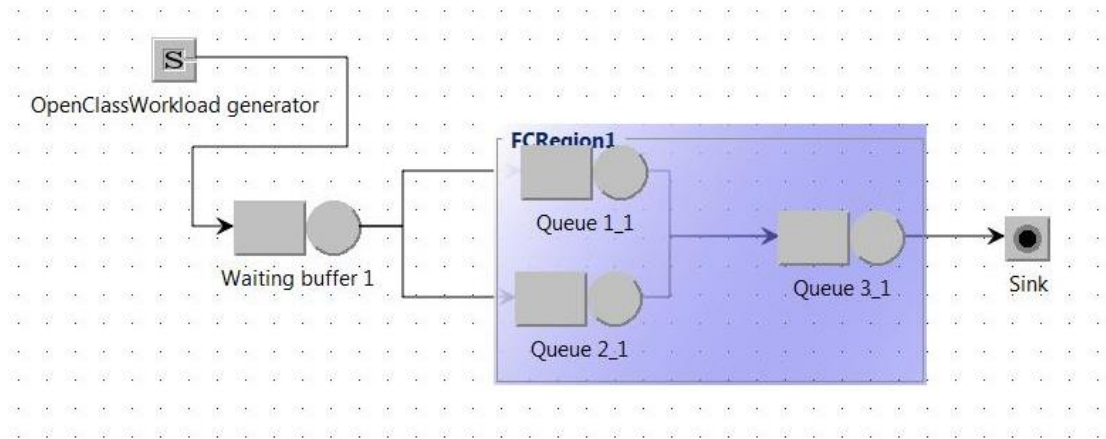 S
OpenClassWorkload generator
FCRegion1
Queue 1_1
Waiting buffer 1
Queue 3_1
Sink
Queue 2_1